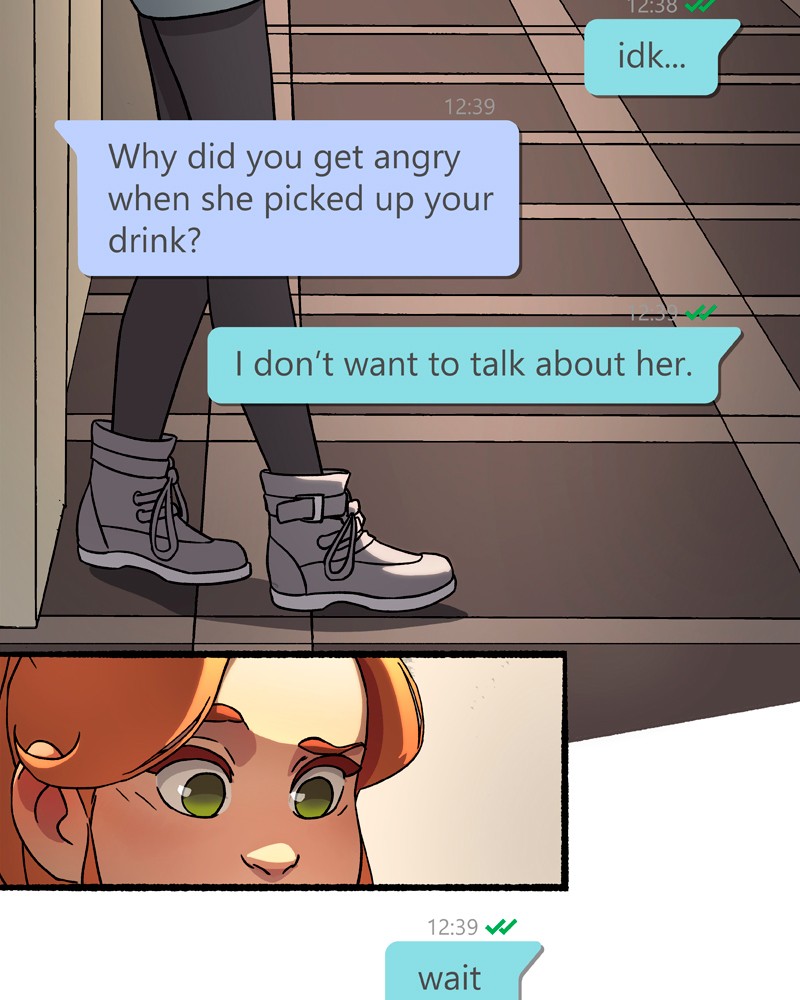 12:38
idk...
12:39
Why did you get angry
when she picked up your
drink?
12:39
I don't want to talk about her.
12:39
wait